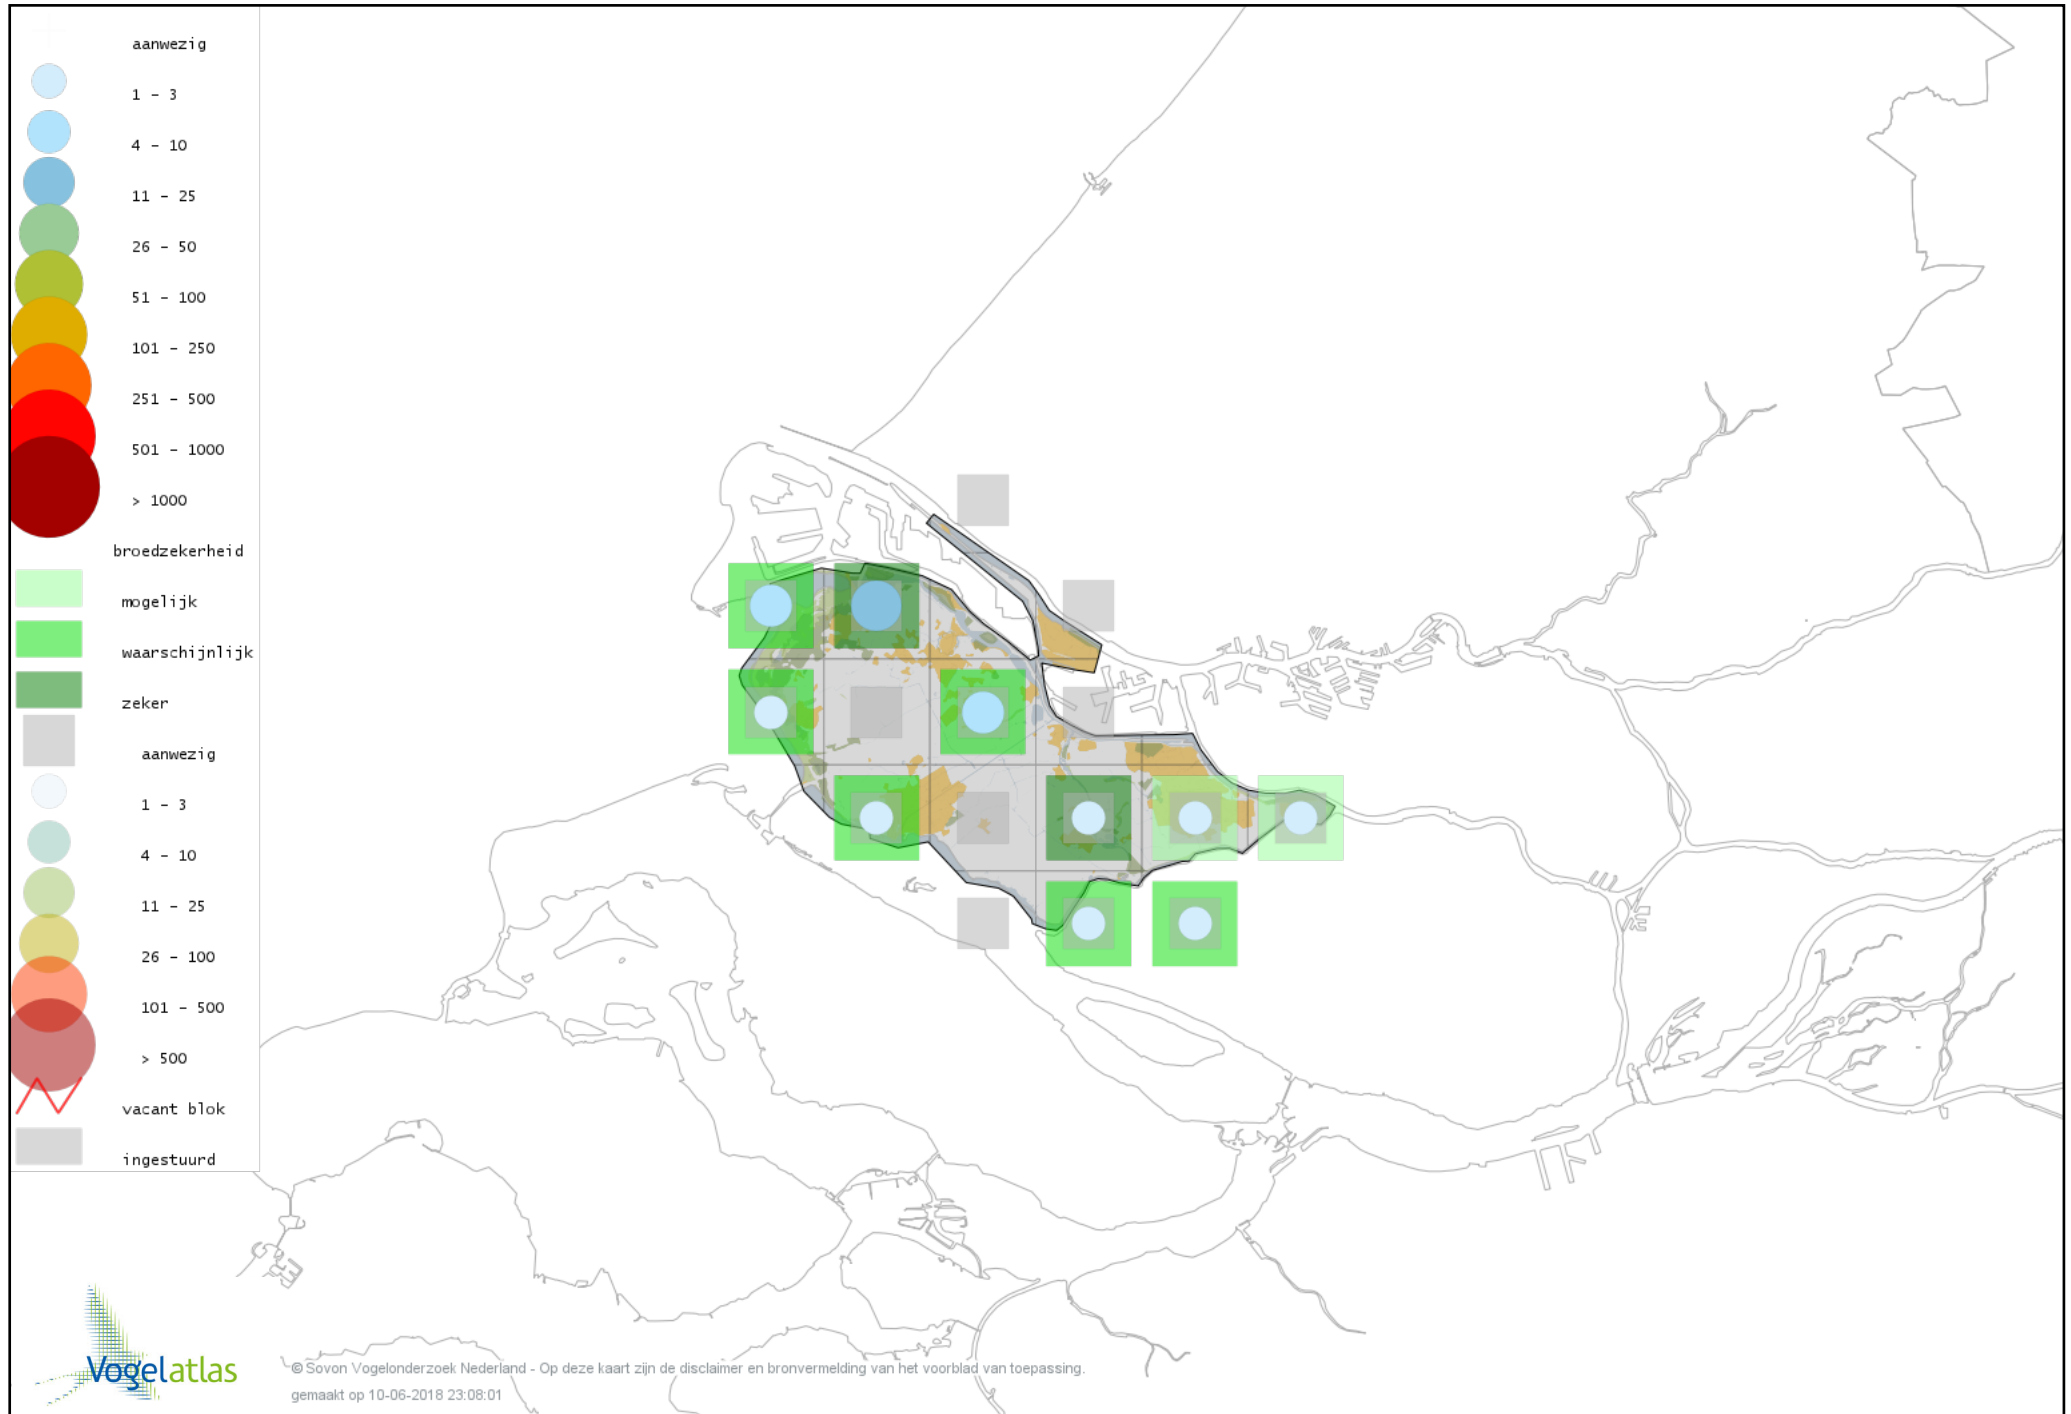 aanwezig
1 - 3
4 - 10
11 - 25
26 - 50
51 - 100
101 - 250
251 - 500
501 - 1000
> 1000
broedzekerheid
mogelijk
waarschijnlijk
zeker
aanwezig
1 - 3
4 - 10
11 - 25
26 - 100
101 - 500
> 500
vacant blok
ingestuurd
Vogelatlas
© Sovon Vogelonderzoek Nederland - Op deze kaart zijn de disclaimer en bronvermelding van het voorblad van toepassing.
gemaakt op 10-06-2018 23:08:01